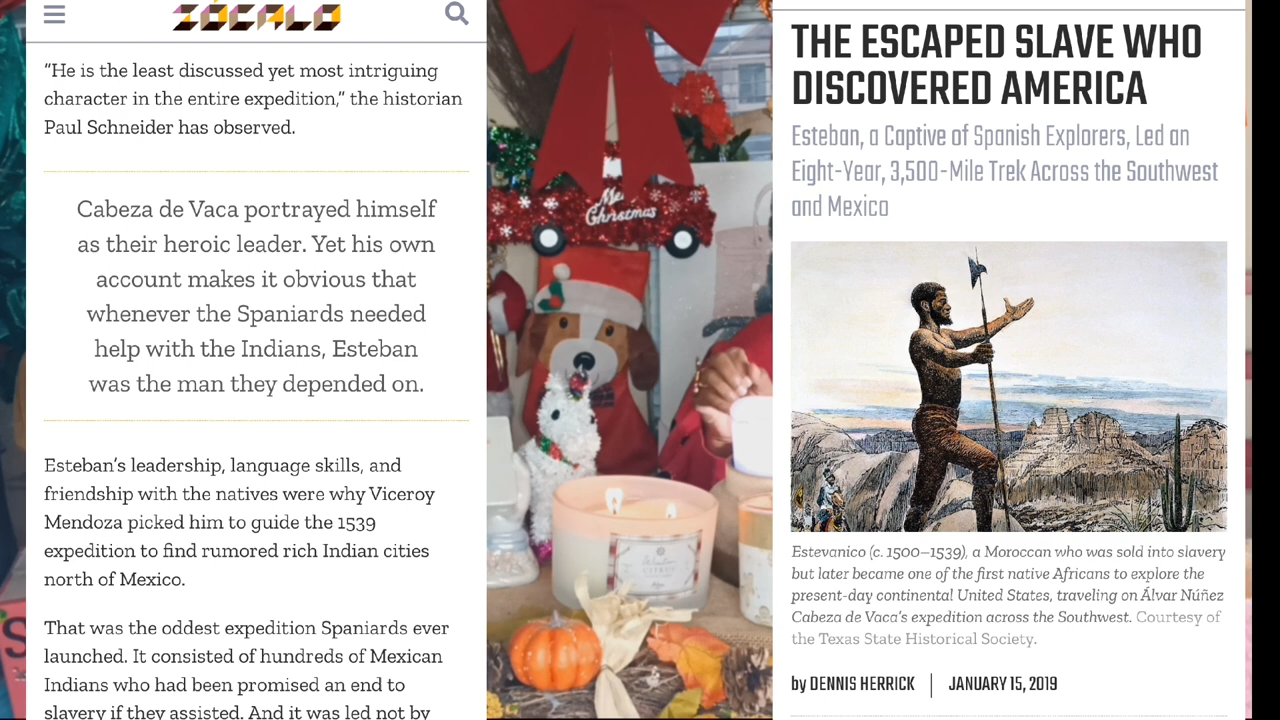 ZÓCALO
“He is the least discussed yet most intriguing
character in the entire expedition,” the historian
Paul Schneider has observed.
Cabeza de Vaca portrayed himself
as their heroic leader. Yet his own
account makes it obvious that
whenever the Spaniards needed
help with the Indians, Esteban
was the man they depended on.
Esteban’s leadership, language skills, and
friendship with the natives were why Viceroy
Mendoza picked him to guide the 1539
expedition to find rumored rich Indian cities
north of Mexico.
That was the oddest expedition Spaniards ever
launched. It consisted of hundreds of Mexican
Indians who had been promised an end to
slavery if they assisted. And it was led not by
Christmas
CITRUS
THE ESCAPED SLAVE WHO
DISCOVERED AMERICA
Esteban, a Captive of Spanish Explorers, Led an
Eight-Year, 3,500-Mile Trek Across the Southwest
and Mexico
Estevanico (c. 1500–1539), a Moroccan who was sold into slavery
but later became one of the first native Africans to explore the
present-day continental United States, traveling on Álvar Núñez
Cabeza de Vaca’s expedition across the Southwest. Courtesy of
the Texas State Historical Society.
by DENNIS HERRICK | JANUARY 15, 2019